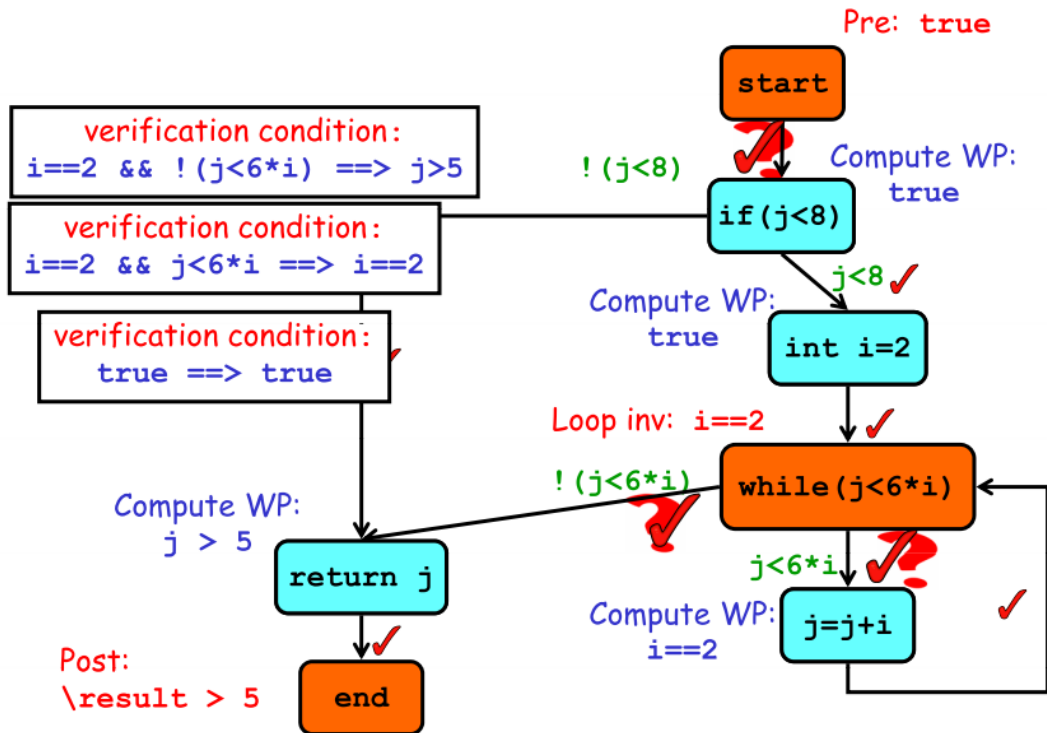 Pre: true
start
verification condition:
i==2 && !(j<6*i) ==> j>5
!(j<8)
Compute WP:
true
if(j<8)
verification condition:
i==2 && j<6*i ==> i==2
j<8
Compute WP:
true
int i=2
verification condition:
true ==> true
Loop inv: i==2
!(j<6*i)
while(j<6*i)
Compute WP:
j > 5
return j
j<6*i
Compute WP:
i==2
j=j+i
Post:
\result > 5
end